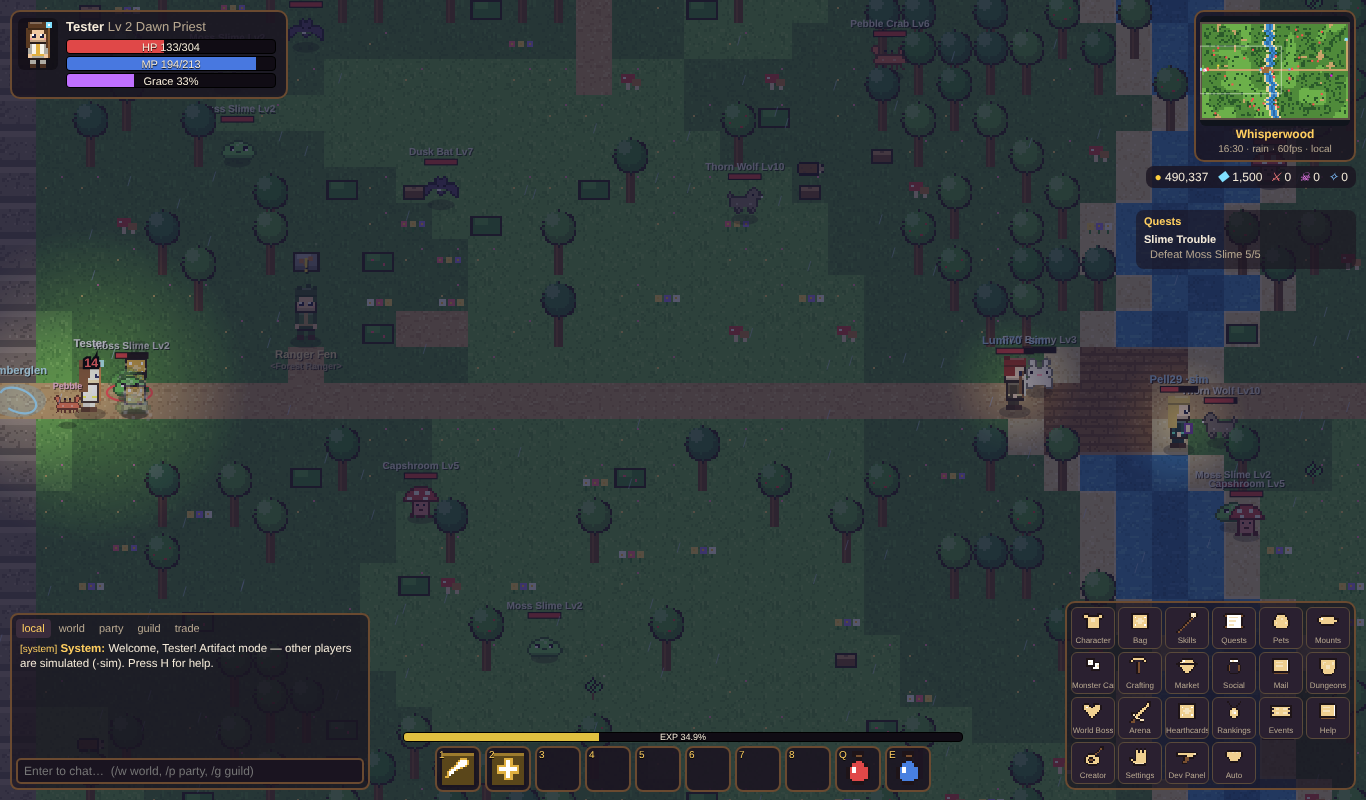 Tester Lv 2 Dawn Priest
HP 133/304
MP 194/213
Grace 33%
Pebble Crab Lv6
Whisperwood
16:30 · rain · 60fps · local
490,337 1,500 0 0 0
Quests
Slime Trouble
Defeat Moss Slime 5/5
ss Slime Lv2
Dusk Bat Lv7
Thorn Wolf Lv10
Tester
Moss Slime Lv2
14
Pebble
mberglen
Ranger Fen
<Forest Ranger>
Bunny Lv3
Pell29 ·sim
Thorn Wolf Lv10
Moss Slime Lv2
Capshroom Lv5
Capshroom Lv5
Moss Slime Lv2
local world party guild trade
[system] System: Welcome, Tester! Artifact mode — other players
are simulated (·sim). Press H for help.
Enter to chat… (/w world, /p party, /g guild)
EXP 34.9%
1 2 3 4 5 6 7 8 Q – E –
Character Bag Skills Quests Pets Mounts
Monster Ca Crafting Market Social Mail Dungeons
World Boss Arena Hearthcards Rankings Events Help
Creator Settings Dev Panel Auto